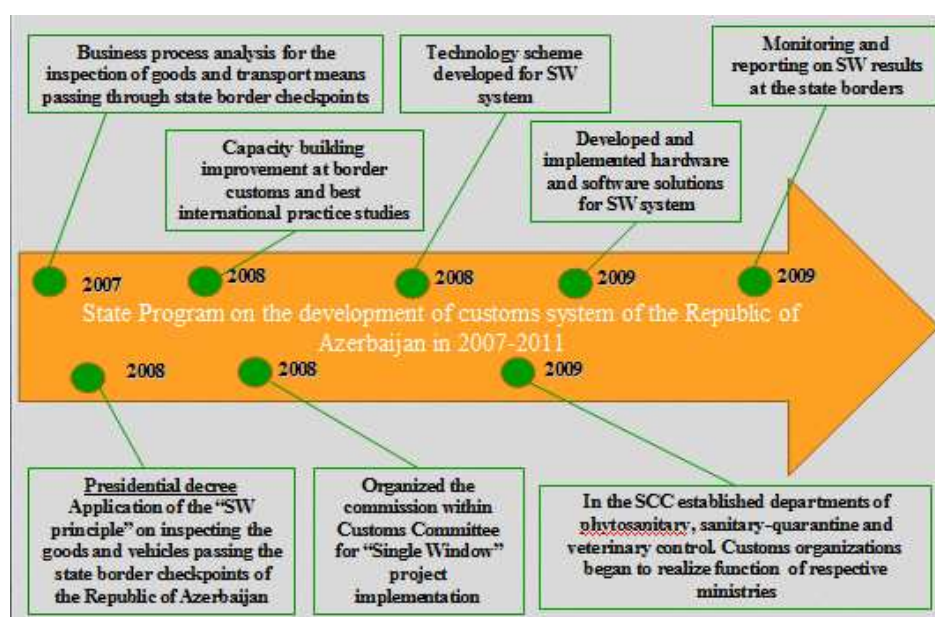 Business process analysis for the
inspection of goods and transport means
passing through state border checkpoints
Technology scheme
developed for SW
system
Monitoring and
reporting on SW results
at the state borders
Capacity building
improvement at border
customs and best
international practice studies
Developed and
implemented hardware
and software solutions
for SW system
2007
2008
2008
2009
2009
State Program on the development of customs system of the Republic of
Azerbaijan in 2007-2011
2008
2008
2009
Presidential decree
Application of the “SW
principle” on inspecting the
goods and vehicles passing the
state border checkpoints of
the Republic of Azerbaijan
Organized the
commission within
Customs Committee
for “Single Window”
project
implementation
In the SCC established departments of
phytosanitary, sanitary-quarantine and
veterinary control. Customs organizations
began to realize function of respective
ministries